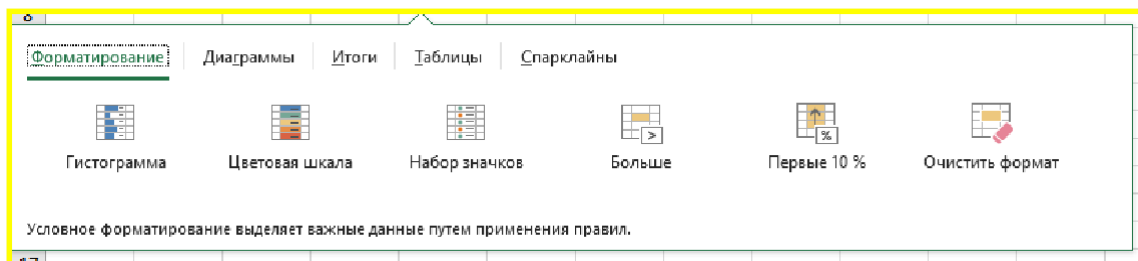 Форматирование Диаграммы Итоги Таблицы Спарклайны
>
%
Гистограмма Цветовая шкала Набор значков Больше Первые 10 % Очистить формат
Условное форматирование выделяет важные данные путем применения правил.